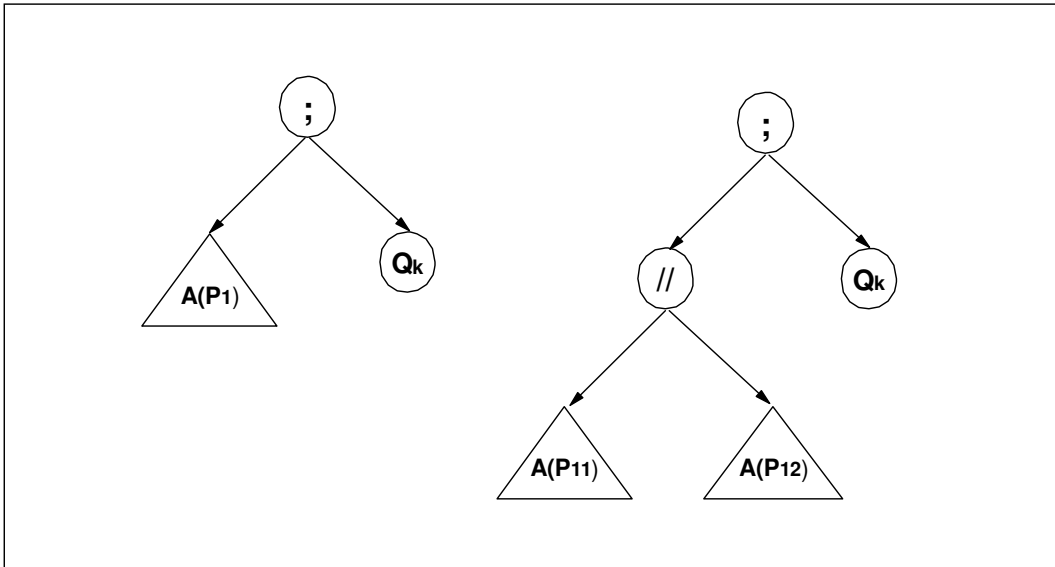 ;
A(P1)
Qk
;
//
Qk
A(P11)
A(P12)